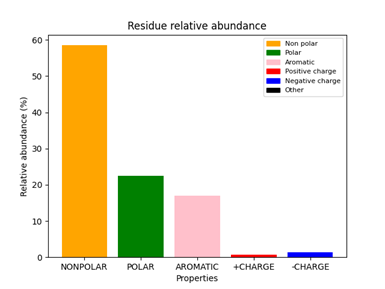 Residue relative abundance
Relative abundance (%)
60
50
40
30
20
10
0
Non polar
Polar
Aromatic
Positive charge
Negative charge
Other
NONPOLAR POLAR AROMATIC +CHARGE -CHARGE
Properties